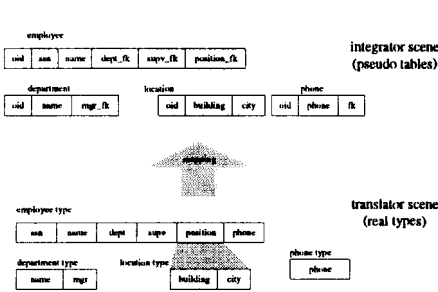 employee
oid ssn name dept_fk supv_fk position_fk
integrator scene
(pseudo tables)
department location phone
oid name mgr_fk oid building city oid phone fk
mapping
translator scene
(real types)
employee type
ssn name dept supv position phone
department type location type phone type
name mgr building city phone